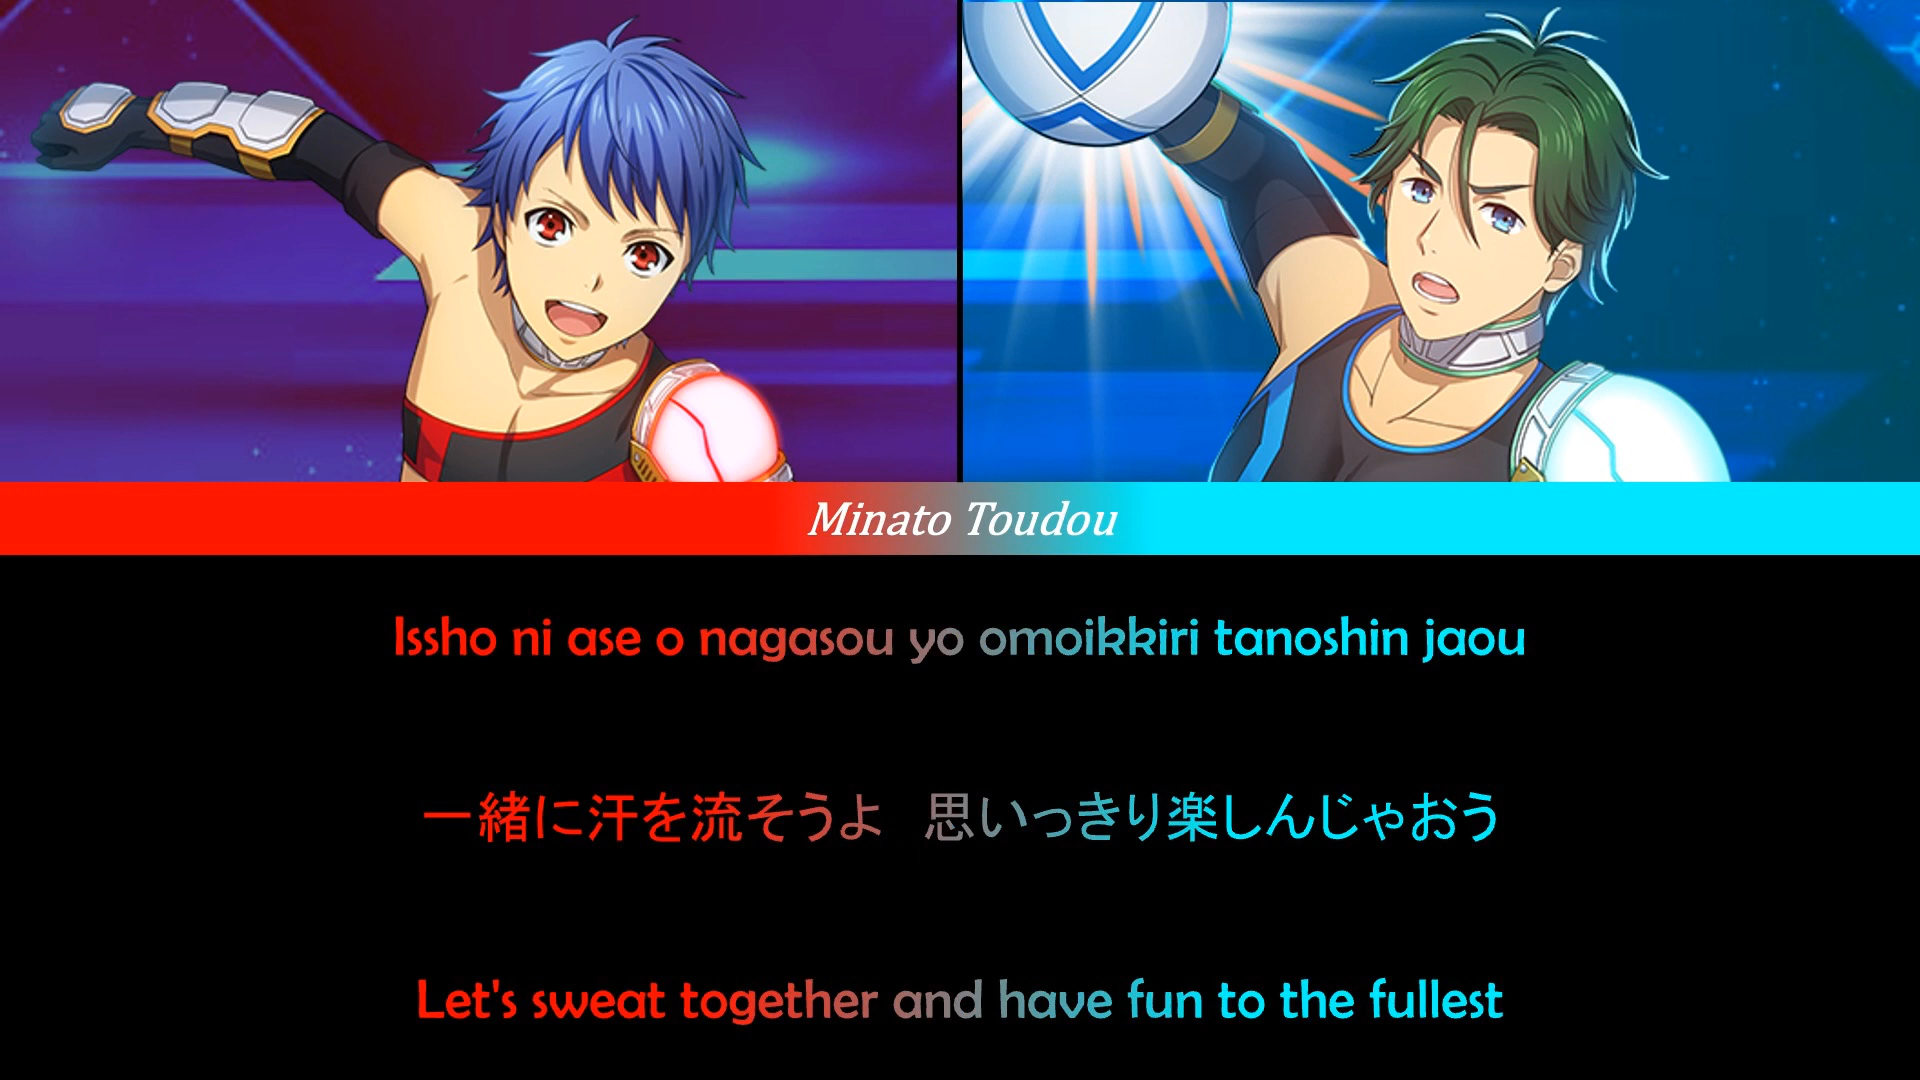 Minato Toudou
Issho ni ase o nagasou yo omoikkiri tanoshin jaou
一緒に汗を流そうよ　思いっきり楽しんじゃおう
Let's sweat together and have fun to the fullest